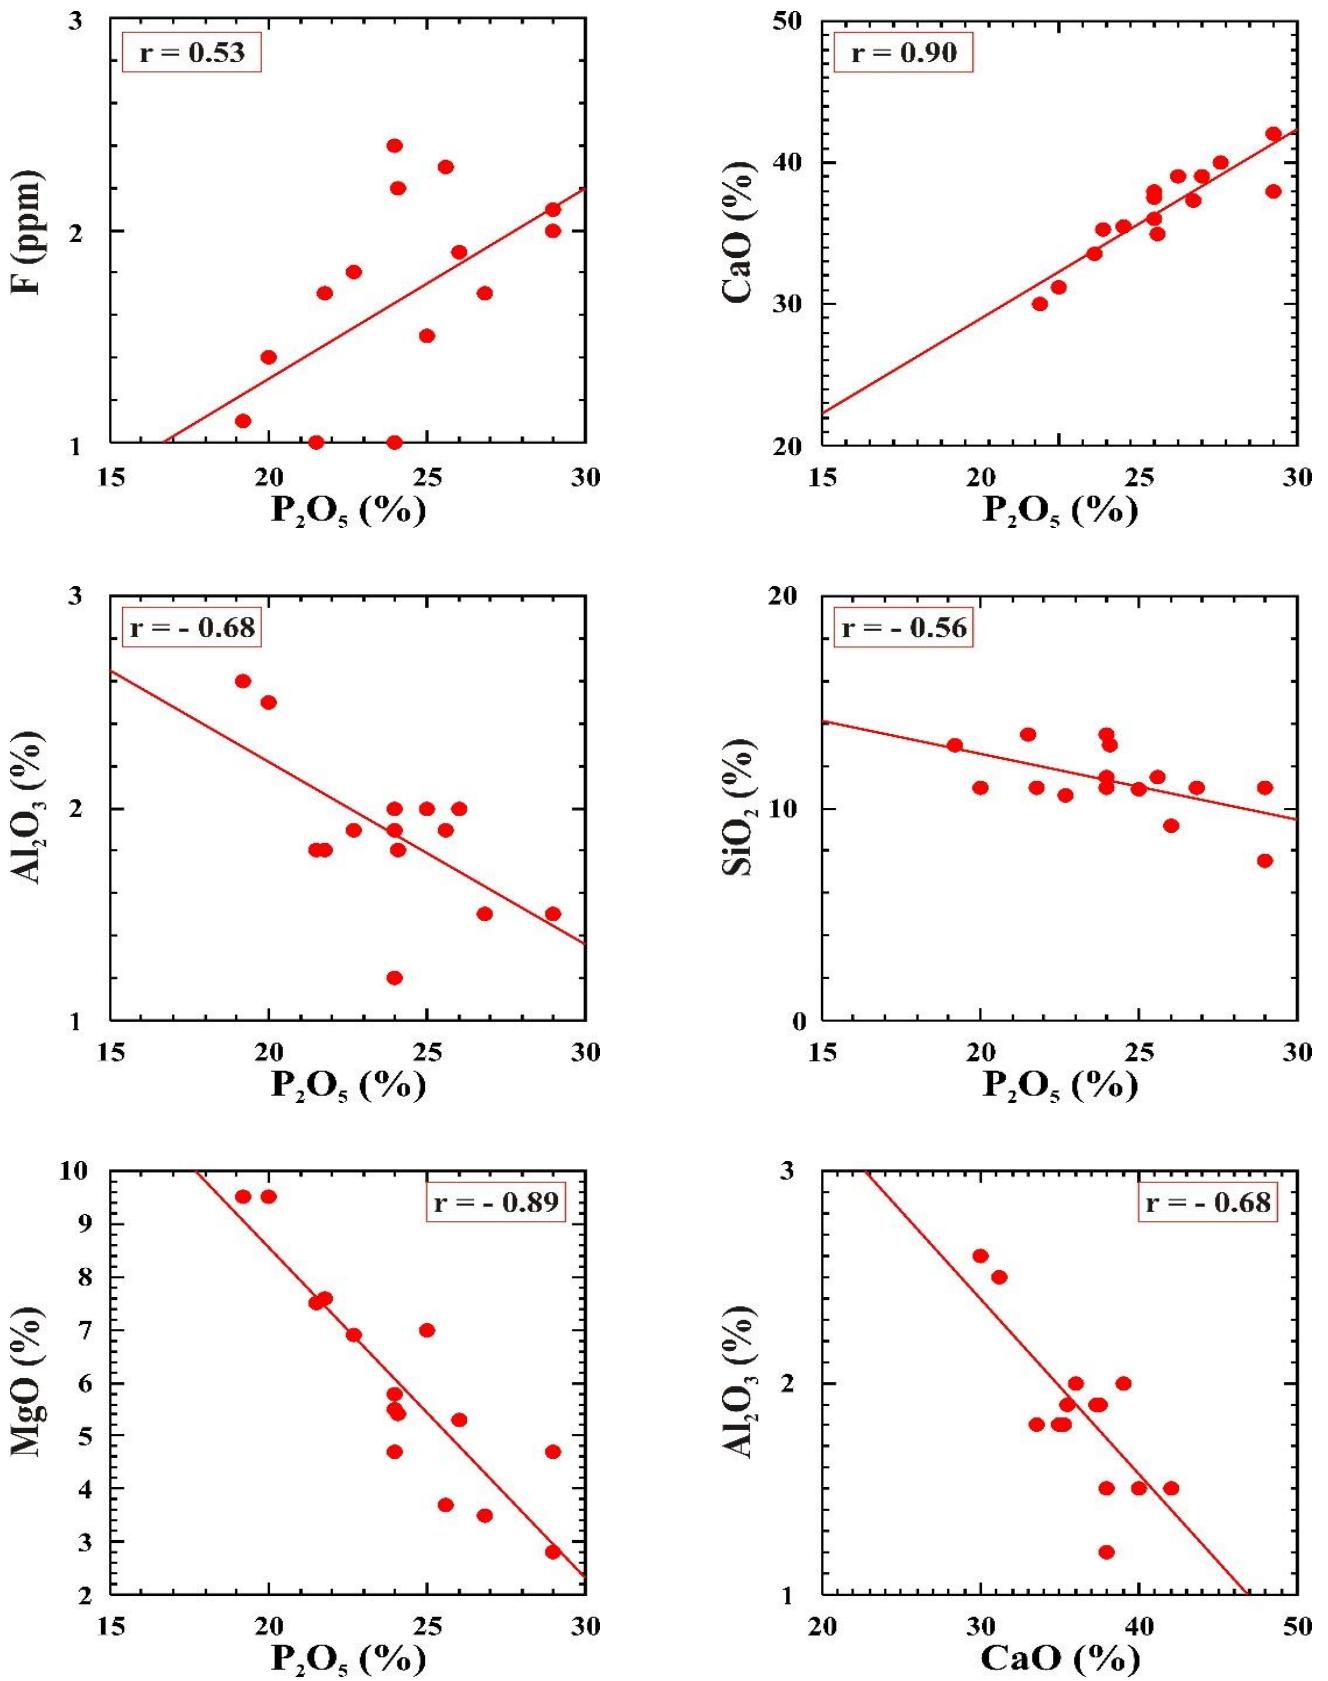 r = 0.53
3
2
1
F (ppm)
15 20 25 30
P₂O₅ (%)
r = 0.90
50
40
30
20
CaO (%)
15 20 25 30
P₂O₅ (%)
r = - 0.68
3
2
1
Al₂O₃ (%)
15 20 25 30
P₂O₅ (%)
r = - 0.56
20
10
0
SiO₂ (%)
15 20 25 30
P₂O₅ (%)
r = - 0.89
10
9
8
7
6
5
4
3
2
MgO (%)
15 20 25 30
P₂O₅ (%)
r = - 0.68
3
2
1
Al₂O₃ (%)
20 30 40 50
CaO (%)